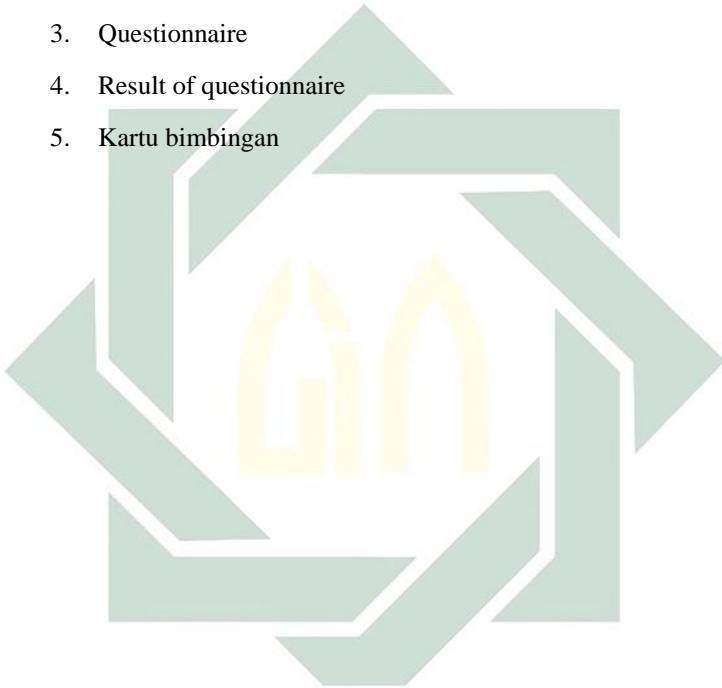 3. Questionnaire
4. Result of questionnaire
5. Kartu bimbingan